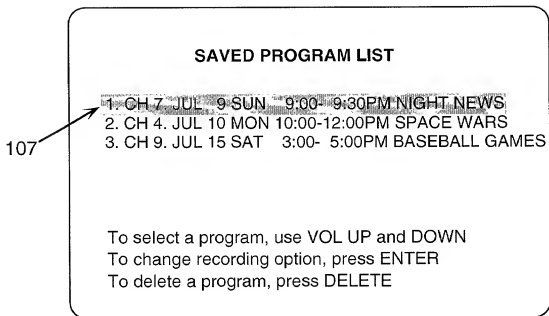 SAVED PROGRAM LIST
1. CH 7. JUL 9 SUN 9:00- 9:30PM NIGHT NEWS
107
2. CH 4. JUL 10 MON 10:00-12:00PM SPACE WARS
3. CH 9. JUL 15 SAT 3:00- 5:00PM BASEBALL GAMES
To select a program, use VOL UP and DOWN
To change recording option, press ENTER
To delete a program, press DELETE